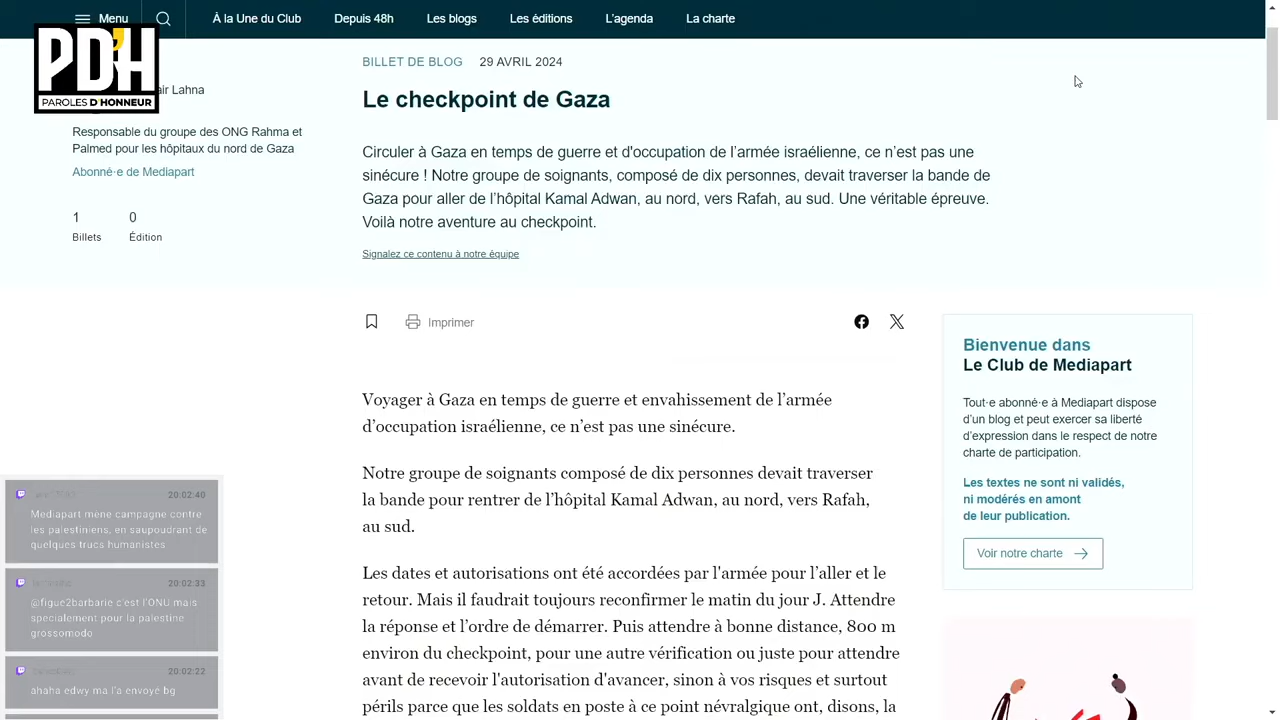 Menu
À la Une du Club
Depuis 48h
Les blogs
Les éditions
L'agenda
La charte
PD'H
PAROLES D'HONNEUR
air Lahna
Responsable du groupe des ONG Rahma et
Palmed pour les hôpitaux du nord de Gaza
Abonné·e de Mediapart
1
0
Billets
Édition
BILLET DE BLOG
29 AVRIL 2024
Le checkpoint de Gaza
Circuler à Gaza en temps de guerre et d'occupation de l’armée israélienne, ce n’est pas une
sinécure ! Notre groupe de soignants, composé de dix personnes, devait traverser la bande de
Gaza pour aller de l’hôpital Kamal Adwan, au nord, vers Rafah, au sud. Une véritable épreuve.
Voilà notre aventure au checkpoint.
Signalez ce contenu à notre équipe
Imprimer
Voyager à Gaza en temps de guerre et envahissement de l’armée
d’occupation israélienne, ce n’est pas une sinécure.
Notre groupe de soignants composé de dix personnes devait traverser
la bande pour rentrer de l’hôpital Kamal Adwan, au nord, vers Rafah,
au sud.
Les dates et autorisations ont été accordées par l'armée pour l’aller et le
retour. Mais il faudrait toujours reconfirmer le matin du jour J. Attendre
la réponse et l’ordre de démarrer. Puis attendre à bonne distance, 800 m
environ du checkpoint, pour une autre vérification ou juste pour attendre
avant de recevoir l'autorisation d'avancer, sinon à vos risques et surtout
périls parce que les soldats en poste à ce point névralgique ont, disons, la
Bienvenue dans
Le Club de Mediapart
Tout·e abonné·e à Mediapart dispose
d’un blog et peut exercer sa liberté
d’expression dans le respect de notre
charte de participation.
Les textes ne sont ni validés,
ni modérés en amont
de leur publication.
Voir notre charte
20:02:40
Mediapart mène campagne contre
les palestiniens, en saupoudrant de
quelques trucs humanistes
20:02:33
@figue2barbarie c'est l'ONU mais
specialement pour la palestine
grossomodo
20:02:22
ahaha edwy ma l'a envoyé bg